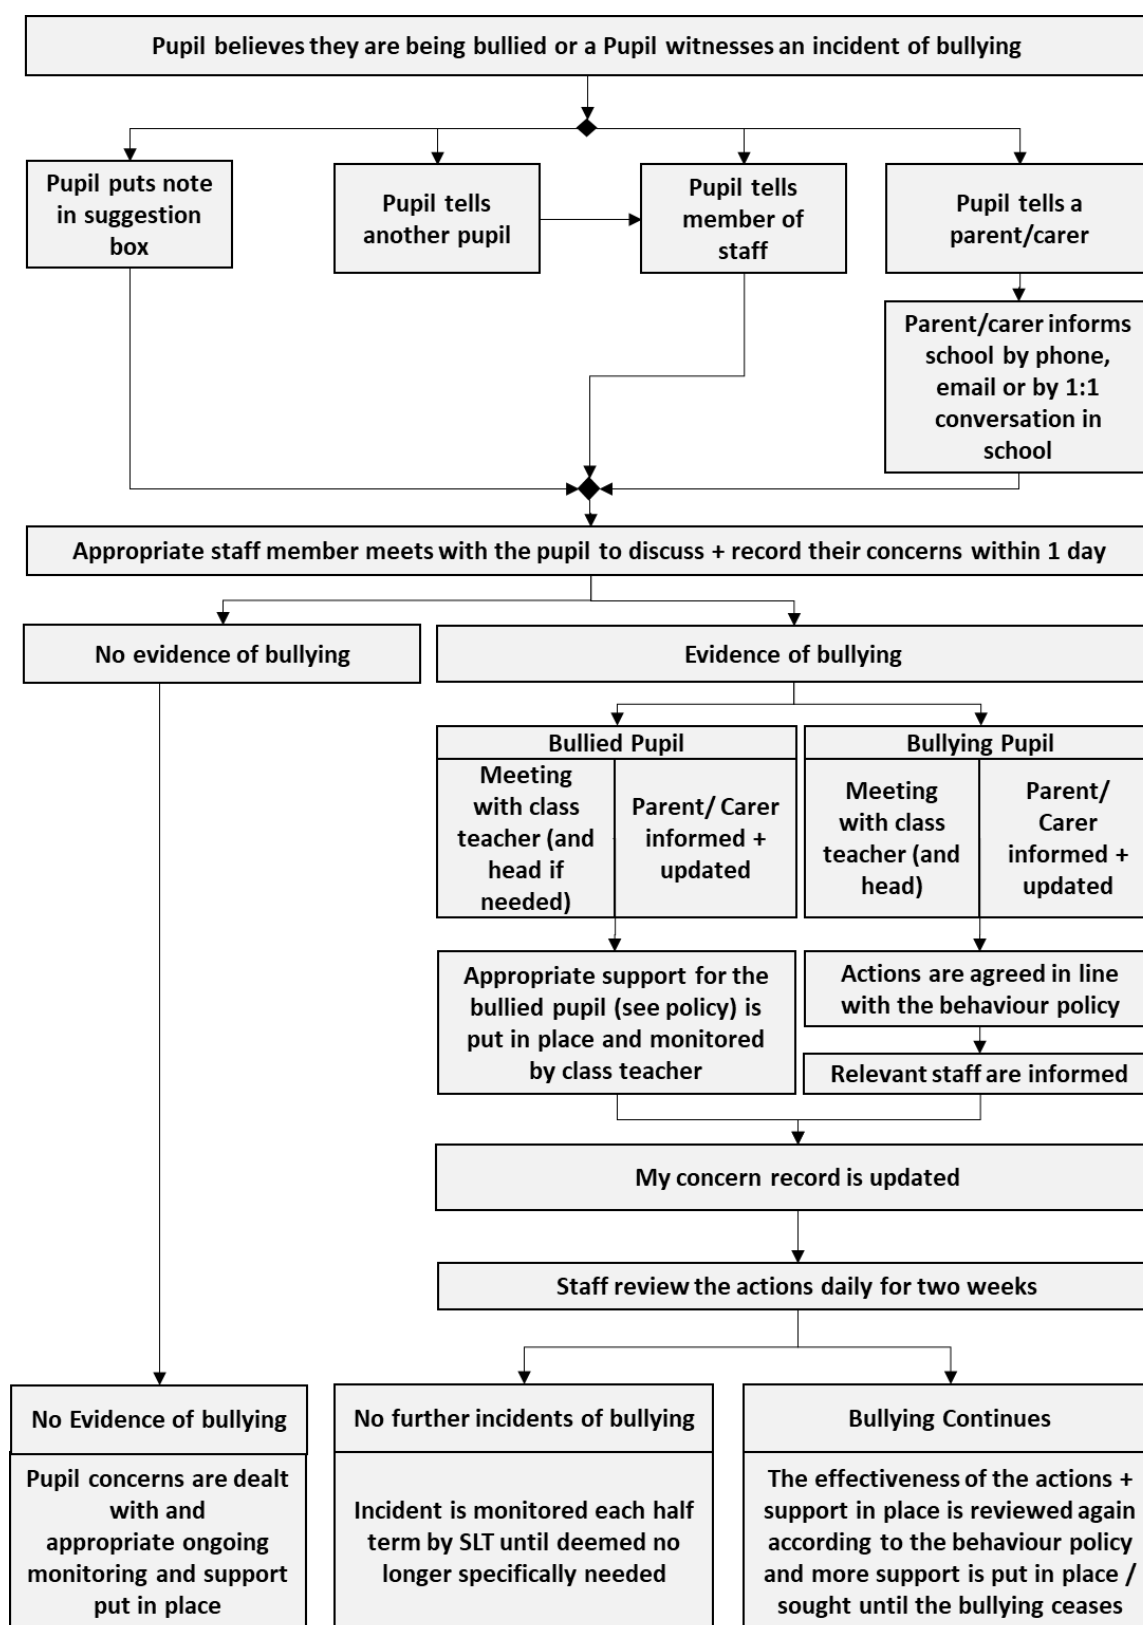 Pupil believes they are being bullied or a Pupil witnesses an incident of bullying
Pupil puts note
in suggestion
box
Pupil tells
another pupil
Pupil tells
member of
staff
Pupil tells a
parent/carer
Parent/carer informs
school by phone,
email or by 1:1
conversation in
school
Appropriate staff member meets with the pupil to discuss + record their concerns within 1 day
No evidence of bullying
Evidence of bullying
Bullied Pupil
Meeting
with class
teacher (and
head if
needed)
Parent/ Carer
informed +
updated
Bullying Pupil
Meeting
with class
teacher (and
head)
Parent/
Carer
informed +
updated
Appropriate support for the
bullied pupil (see policy) is
put in place and monitored
by class teacher
Actions are agreed in line
with the behaviour policy
Relevant staff are informed
My concern record is updated
Staff review the actions daily for two weeks
No Evidence of bullying
Pupil concerns are dealt
with and
appropriate ongoing
monitoring and support
put in place
No further incidents of bullying
Incident is monitored each half
term by SLT until deemed no
longer specifically needed
Bullying Continues
The effectiveness of the actions +
support in place is reviewed again
according to the behaviour policy
and more support is put in place /
sought until the bullying ceases